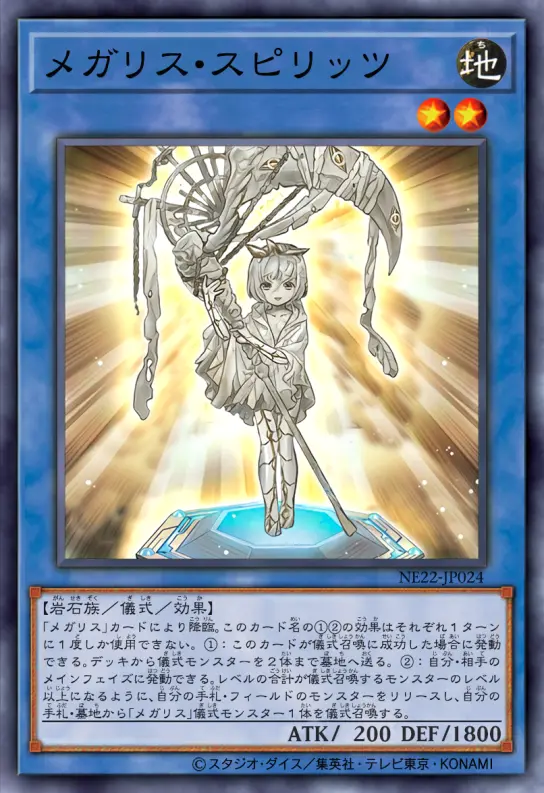 メガリス・スピリッツ
地
NE22-JP024
【岩石族／儀式／効果】
「メガリス」カードにより降臨。このカード名の①②の効果はそれぞれ１ターン
に１度しか使用できない。①：このカードが儀式召喚に成功した場合に発動
できる。デッキから儀式モンスターを２体まで墓地へ送る。②：自分・相手の
メインフェイズに発動できる。レベルの合計が儀式召喚するモンスターのレベル
以上になるように、自分の手札・フィールドのモンスターをリリースし、自分の
手札・墓地から「メガリス」儀式モンスター１体を儀式召喚する。
ATK/ 200 DEF/1800
©スタジオ・ダイス／集英社・テレビ東京・KONAMI